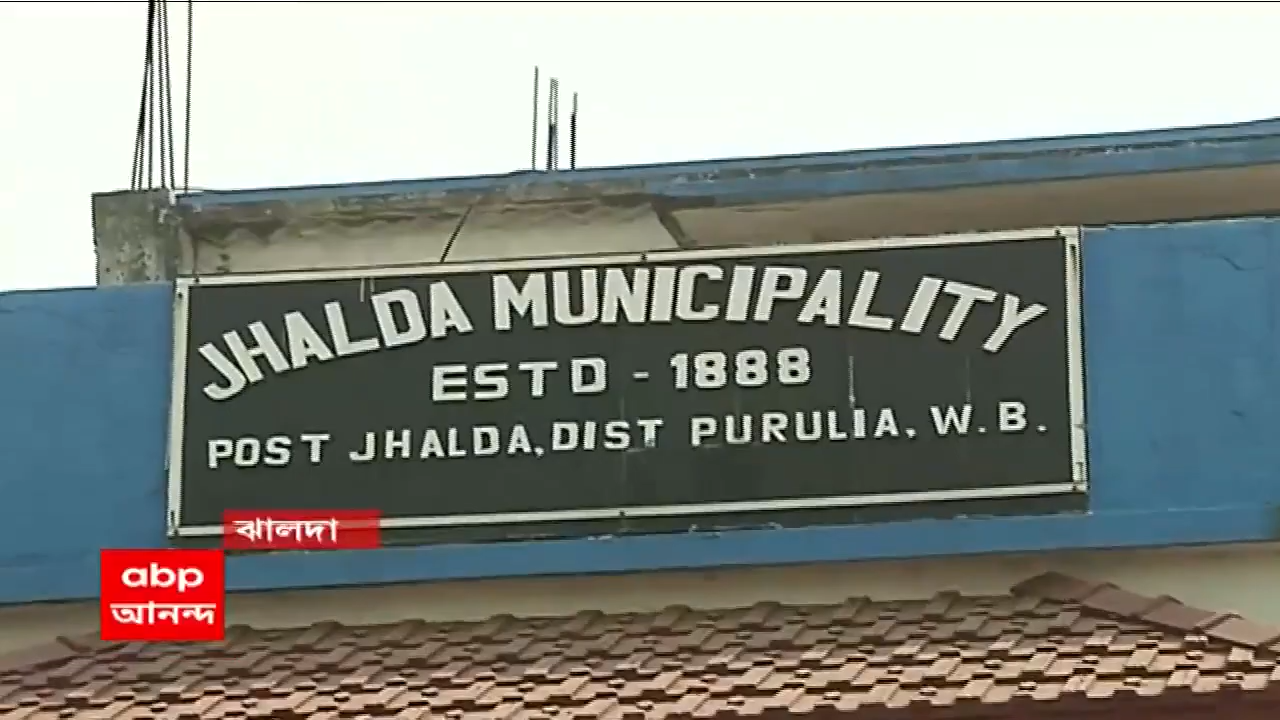 JHALDA MUNICIPALITY
ESTD - 1888
POST JHALDA, DIST PURULIA, W.B.
ঝালদা
abp
আনন্দ